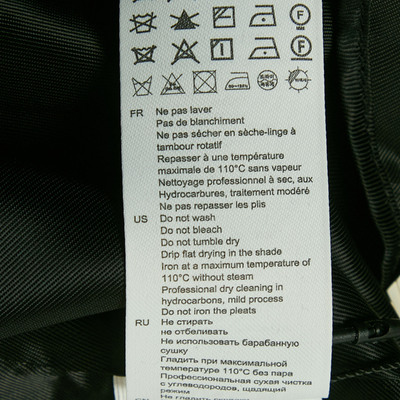 FR Ne pas laver
Pas de blanchiment
Ne pas sécher en sèche-linge à
tambour rotatif
Repasser à une température
maximale de 110°C sans vapeur
Nettoyage professionnel à sec, aux
Hydrocarbures, traitement modéré
Ne pas repasser les plis
US Do not wash
Do not bleach
Do not tumble dry
Drip flat drying in the shade
Iron at a maximum temperature of
110°C without steam
Professional dry cleaning in
hydrocarbons, mild process
Do not iron the pleats
RU Не стирать
не отбеливать
Не использовать барабанную
сушку
Гладить при максимальной
температуре 110°C без пара
Профессиональная сухая чистка
с углеводородов, щадящий
режим
Не гладить